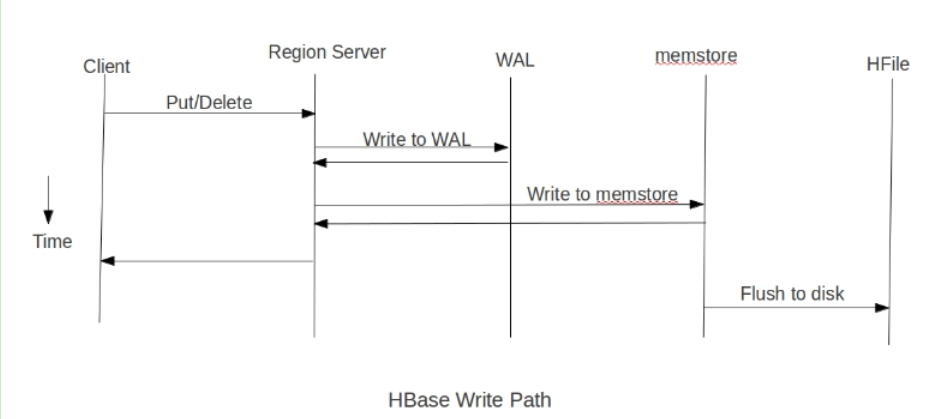 Client
Region Server
WAL
memstore
HFile
Put/Delete
Write to WAL
Write to memstore
Time
Flush to disk
HBase Write Path